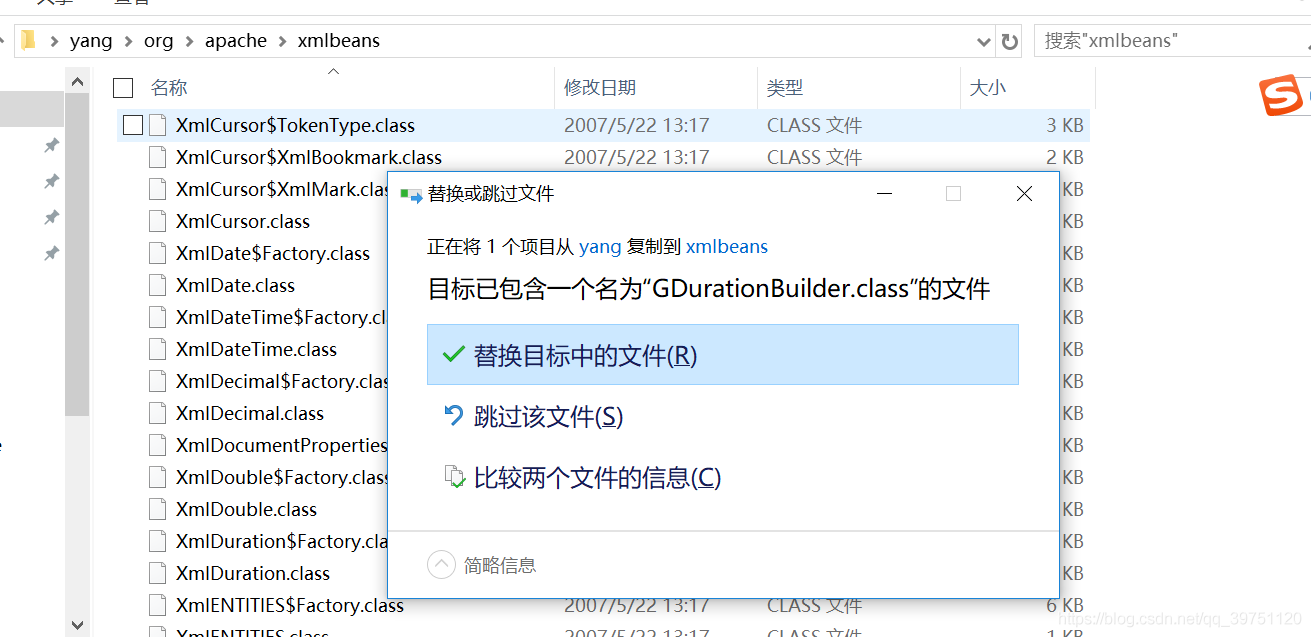 共享 查看
yang org apache xmlbeans 搜索"xmlbeans"
名称 修改日期 类型 大小
XmlCursor$TokenType.class 2007/5/22 13:17 CLASS 文件 3 KB
XmlCursor$XmlBookmark.class 2007/5/22 13:17 CLASS 文件 2 KB
XmlCursor$XmlMark.clas KB
XmlCursor.class KB
XmlDate$Factory.class KB
XmlDate.class KB
XmlDateTime$Factory.cl KB
XmlDateTime.class KB
XmlDecimal$Factory.clas KB
XmlDecimal.class KB
XmlDocumentProperties KB
XmlDouble$Factory.class KB
XmlDouble.class KB
XmlDuration$Factory.cla KB
XmlDuration.class KB
XmlENTITIES$Factory.class 2007/5/22 13:17 CLASS 文件 6 KB
XmlENTITIES.class 2007/5/22 13:17 CLASS 文件 1 KB
替换或跳过文件
正在将 1 个项目从 yang 复制到 xmlbeans
目标已包含一个名为“GDurationBuilder.class”的文件
替换目标中的文件(R)
跳过该文件(S)
比较两个文件的信息(C)
简略信息
https://blog.csdn.net/qq_39751120